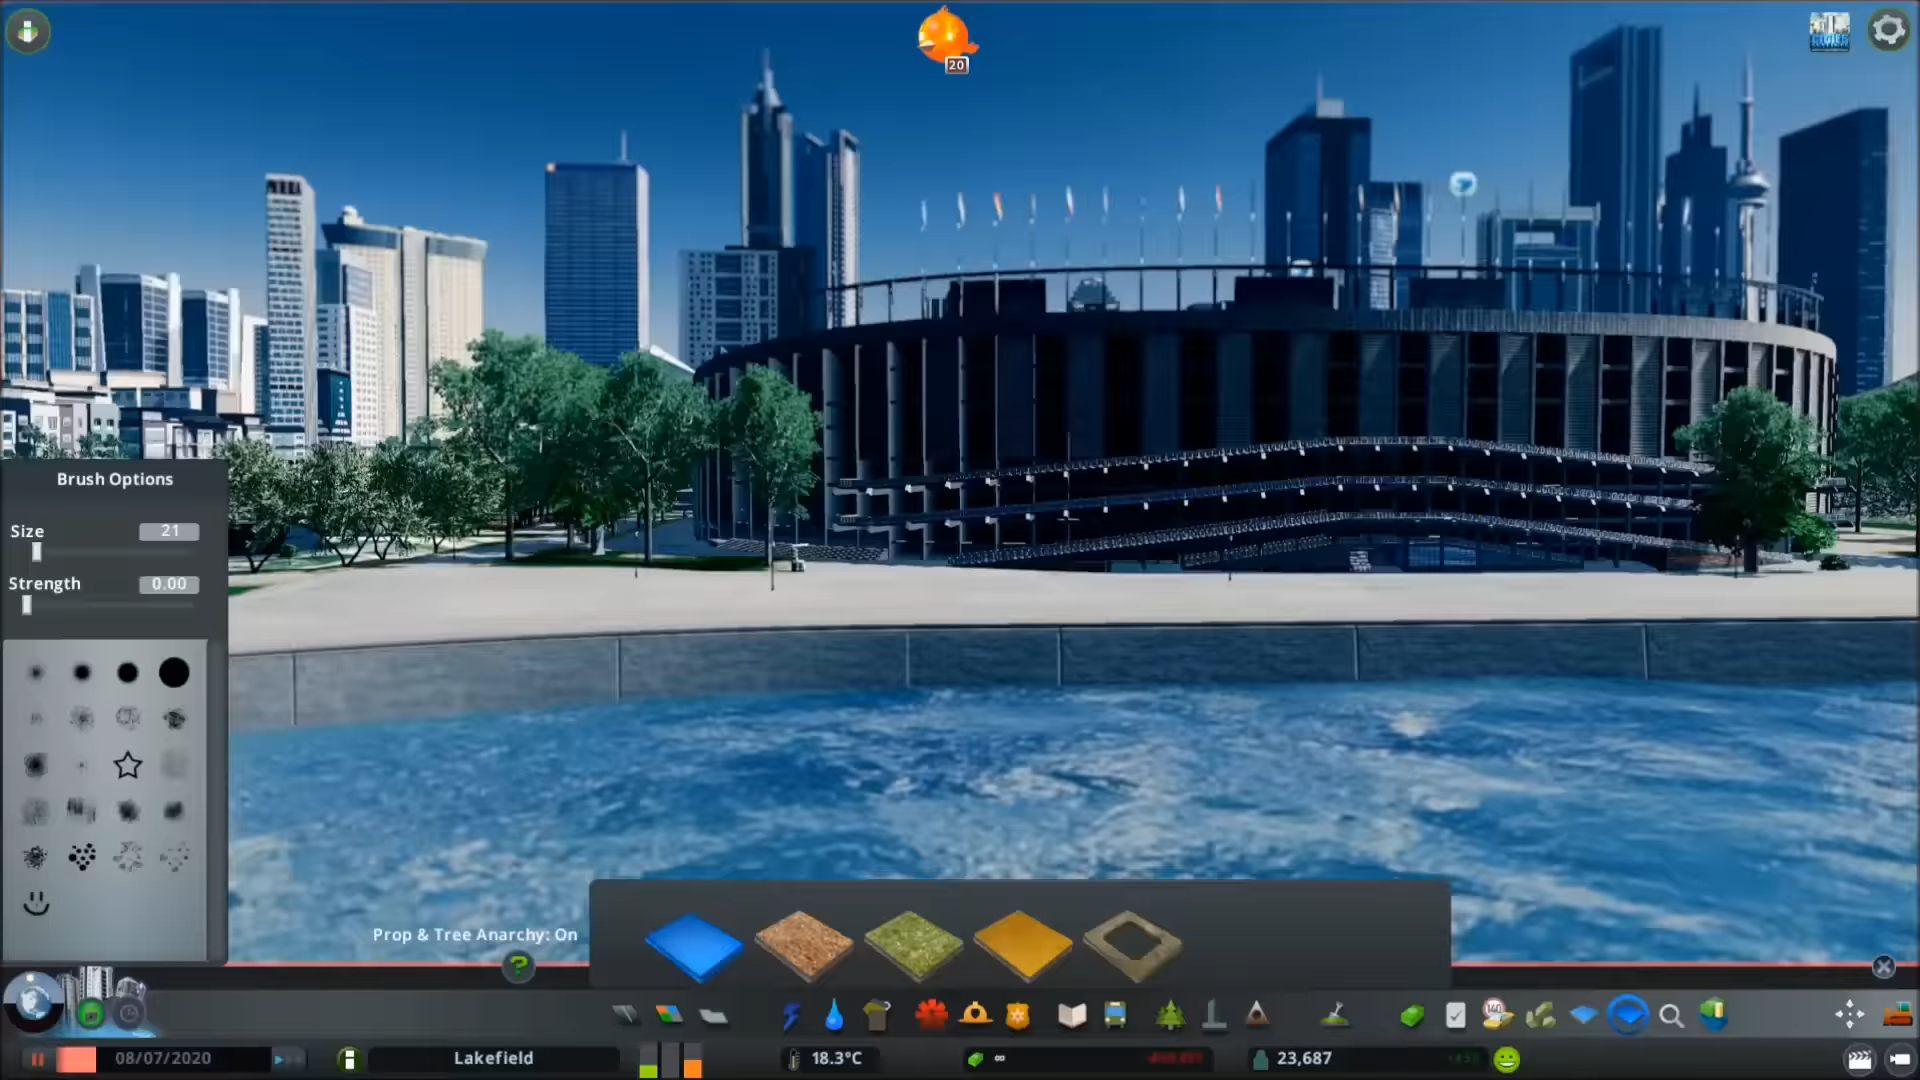 20
Brush Options
Size 21
Strength 0.00
Prop & Tree Anarchy: On
?
140
08/07/2020
Lakefield
18.3°C
∞
23,687